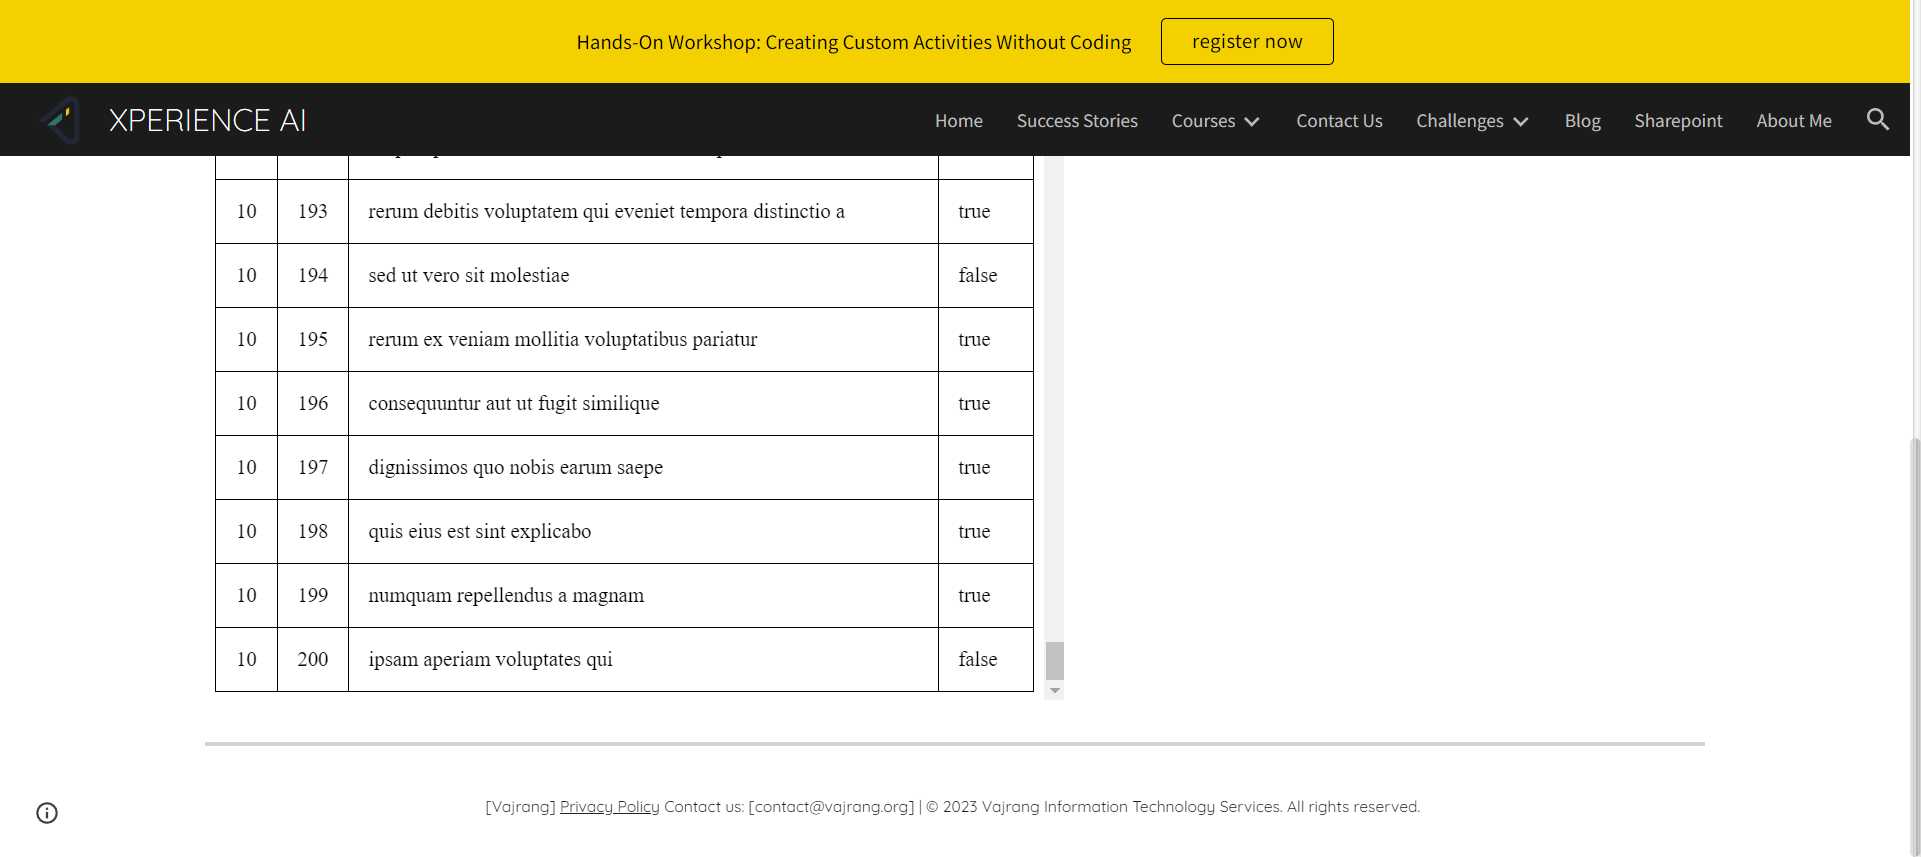 Hands-On Workshop: Creating Custom Activities Without Coding register now
XPERIENCE AI Home Success Stories Courses Contact Us Challenges Blog Sharepoint About Me
10 193 rerum debitis voluptatem qui eveniet tempora distinctio a true
10 194 sed ut vero sit molestiae false
10 195 rerum ex veniam mollitia voluptatibus pariatur true
10 196 consequuntur aut ut fugit similique true
10 197 dignissimos quo nobis earum saepe true
10 198 quis eius est sint explicabo true
10 199 numquam repellendus a magnam true
10 200 ipsam aperiam voluptates qui false
[Vajrang] Privacy Policy Contact us: [contact@vajrang.org] | © 2023 Vajrang Information Technology Services. All rights reserved.